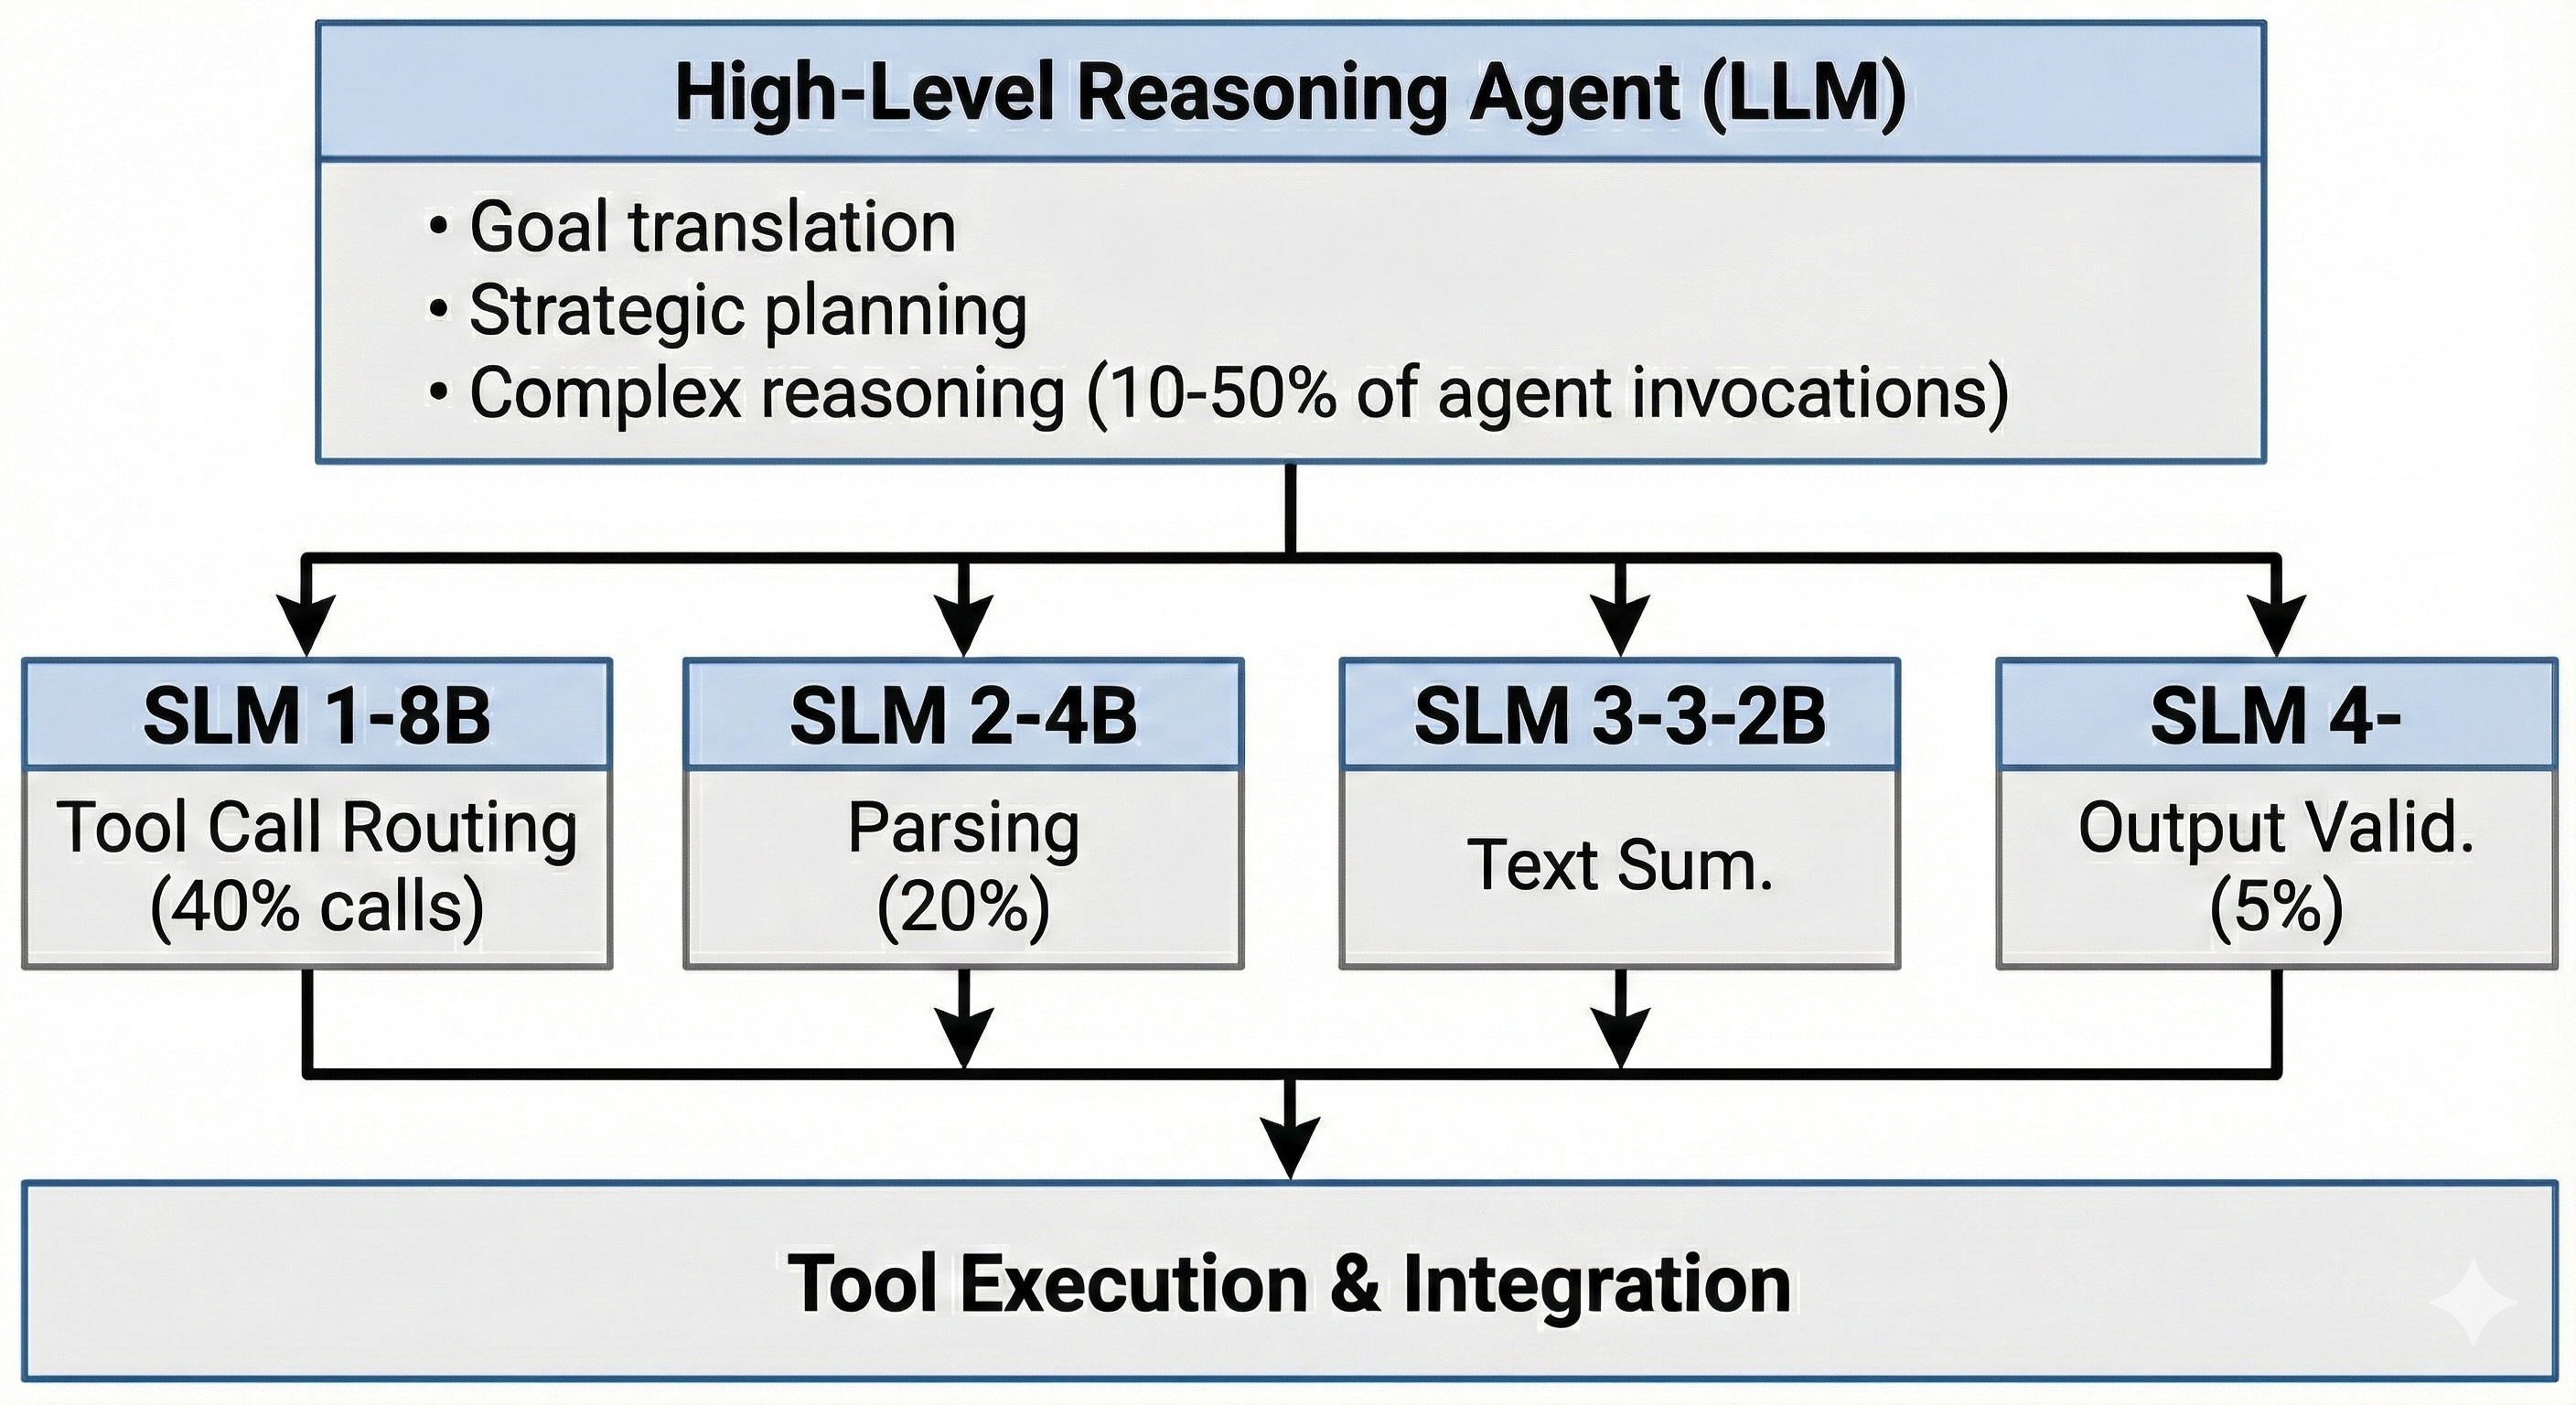 High-Level Reasoning Agent (LLM)
• Goal translation
• Strategic planning
• Complex reasoning (10-50% of agent invocations)
SLM 1-8B
Tool Call Routing
(40% calls)
SLM 2-4B
Parsing
(20%)
SLM 3-3-2B
Text Sum.
SLM 4-
Output Valid.
(5%)
Tool Execution & Integration